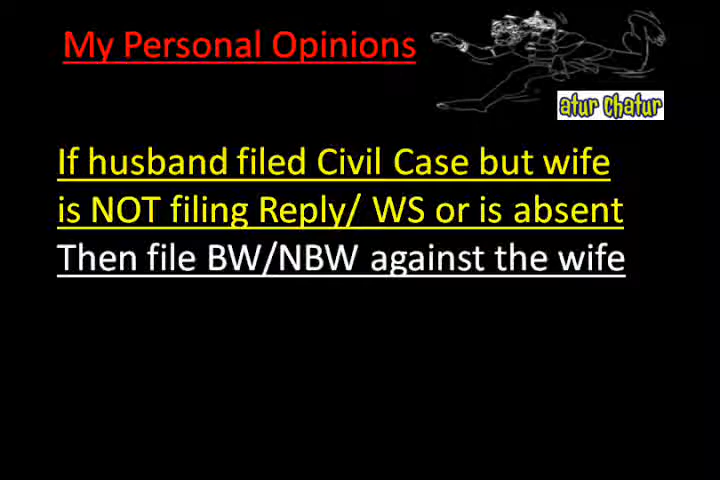 My Personal Opinions
atur chatur
If husband filed Civil Case but wife
is NOT filing Reply/ WS or is absent
Then file BW/NBW against the wife